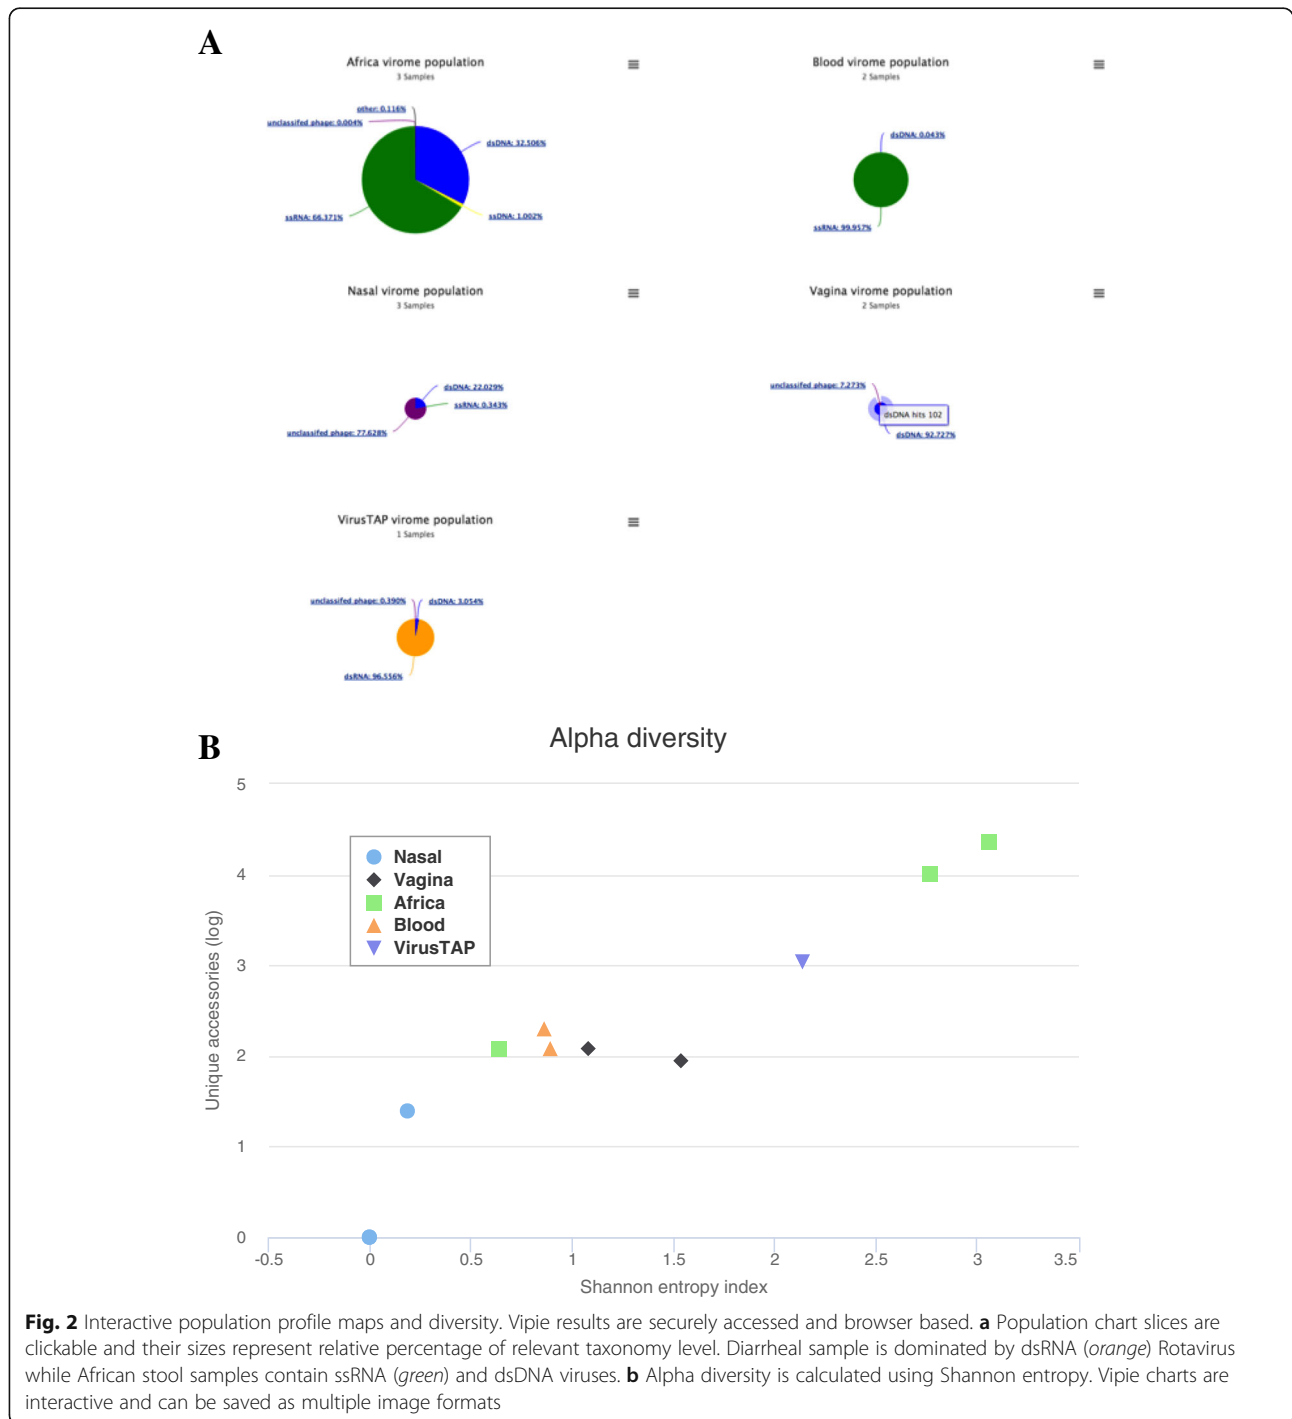 A
Africa virome population
3 Samples
other: 0.116%
unclassifed phage: 0.004%
dsDNA: 32.506%
ssRNA: 66.371%
ssDNA: 1.002%
Blood virome population
2 Samples
dsDNA: 0.043%
ssRNA: 99.957%
Nasal virome population
3 Samples
dsDNA: 22.029%
ssRNA: 0.343%
unclassifed phage: 77.628%
Vagina virome population
2 Samples
unclassifed phage: 7.273%
dsDNA hits 102
dsDNA: 92.727%
VirusTAP virome population
1 Samples
unclassifed phage: 0.390%
dsDNA: 3.054%
dsRNA: 96.556%
B
Alpha diversity
Unique accessories (log)
5
4
3
2
1
0
Nasal
Vagina
Africa
Blood
VirusTAP
-0.5 0 0.5 1 1.5 2 2.5 3 3.5
Shannon entropy index
Fig. 2 Interactive population profile maps and diversity. Vipie results are securely accessed and browser based. a Population chart slices are
clickable and their sizes represent relative percentage of relevant taxonomy level. Diarrheal sample is dominated by dsRNA (orange) Rotavirus
while African stool samples contain ssRNA (green) and dsDNA viruses. b Alpha diversity is calculated using Shannon entropy. Vipie charts are
interactive and can be saved as multiple image formats